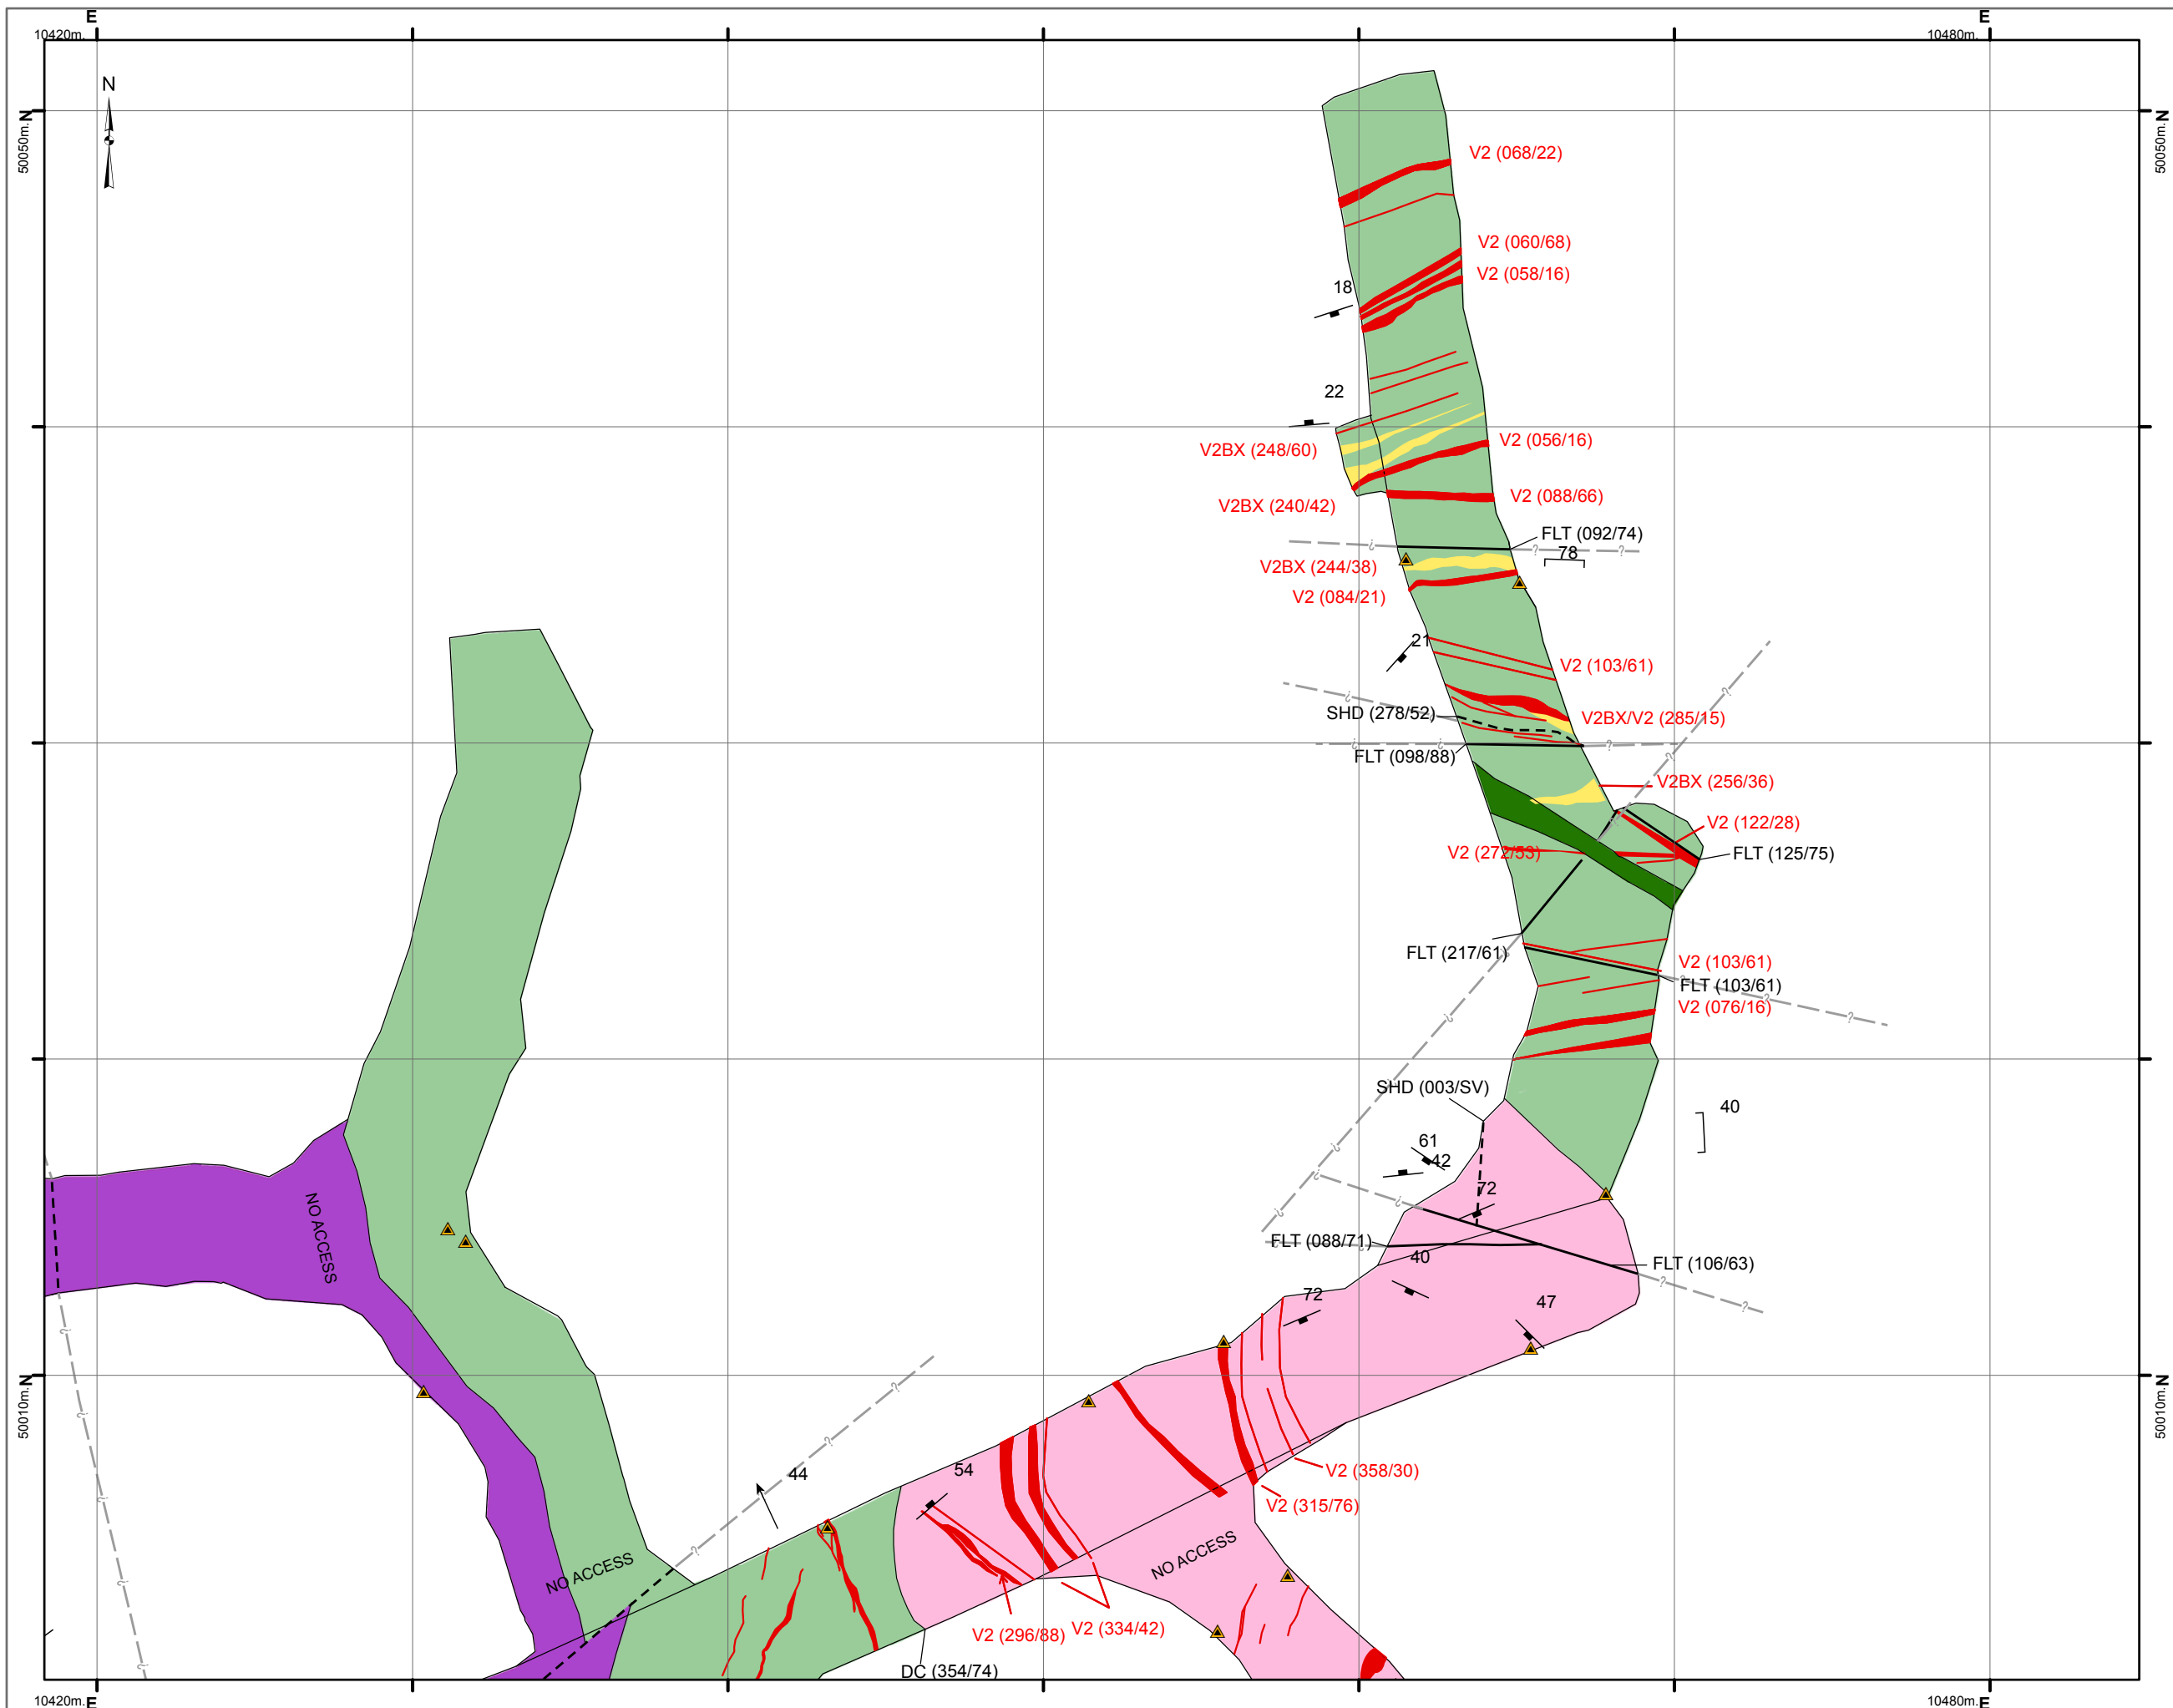 E
E
10420m.
10480m.
N
50050m.N
50050m.N
V2 (068/22)
V2 (060/68)
V2 (058/16)
18
22
V2 (056/16)
V2BX (248/60)
V2 (088/66)
V2BX (240/42)
FLT (092/74)
? ? ?
78
V2BX (244/38)
V2 (084/21)
21
V2 (103/61)
?
?
SHD (278/52)
V2BX/V2 (285/15)
? ? ?
FLT (098/88)
?
V2BX (256/36)
V2 (122/28)
V2 (272/53)
FLT (125/75)
FLT (217/61)
?
V2 (103/61)
?
FLT (103/61)
?
V2 (076/16)
?
?
SHD (003/SV)
40
61
?
42
?
72
?
NO ACCESS
?
FLT (088/71)
?
40
FLT (106/63)
?
72
47
?
?
?
50010m.N
50010m.N
?
?
44
54
V2 (358/30)
?
V2 (315/76)
?
NO ACCESS
NO ACCESS
?
V2 (296/88)
V2 (334/42)
?
DC (354/74)
10420m.E
10480m.E